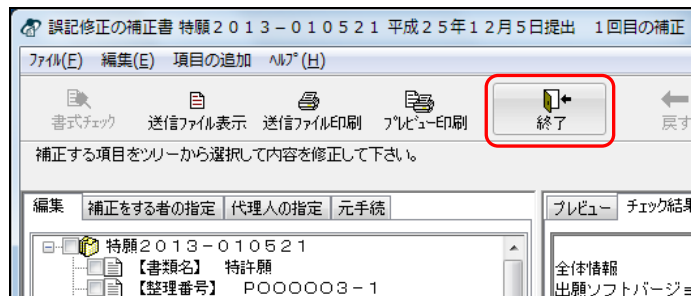 誤記修正の補正書 特願2013-010521 平成25年12月5日提出 1回目の補正
ﾌｧｲﾙ(F) 編集(E) 項目の追加 ﾍﾙﾌﾟ(H)
書式ﾁｪｯｸ 送信ﾌｧｲﾙ表示 送信ﾌｧｲﾙ印刷 ﾌﾟﾚﾋﾞｭｰ印刷 終了 戻す
補正する項目をツリーから選択して内容を修正して下さい。
編集 補正をする者の指定 代理人の指定 元手続 プレビュー チェック結果
特願2013-010521
【書類名】 特許願 全体情報
【整理番号】 P000003-1 出願ソフトバージョ